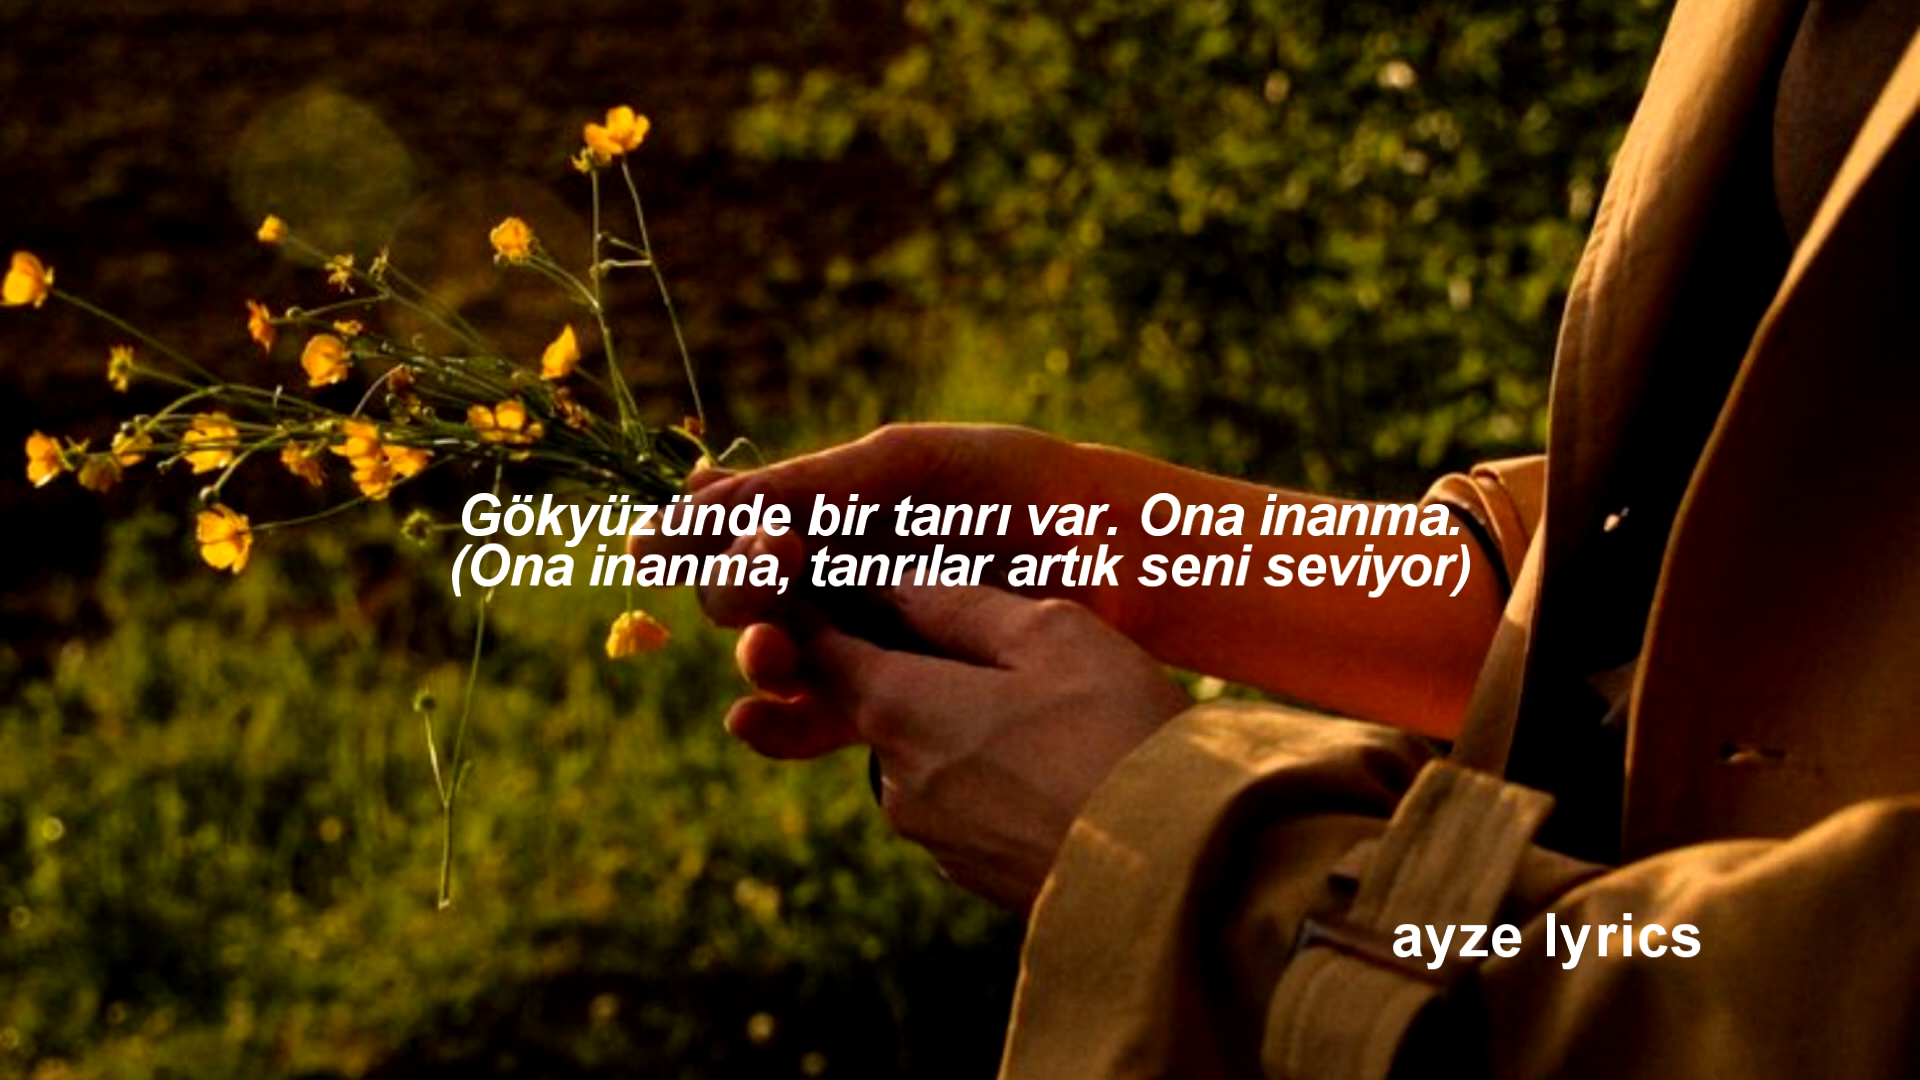 Gökyüzünde bir tanrı var. Ona inanma.
(Ona inanma, tanrılar artık seni seviyor)
ayze lyrics